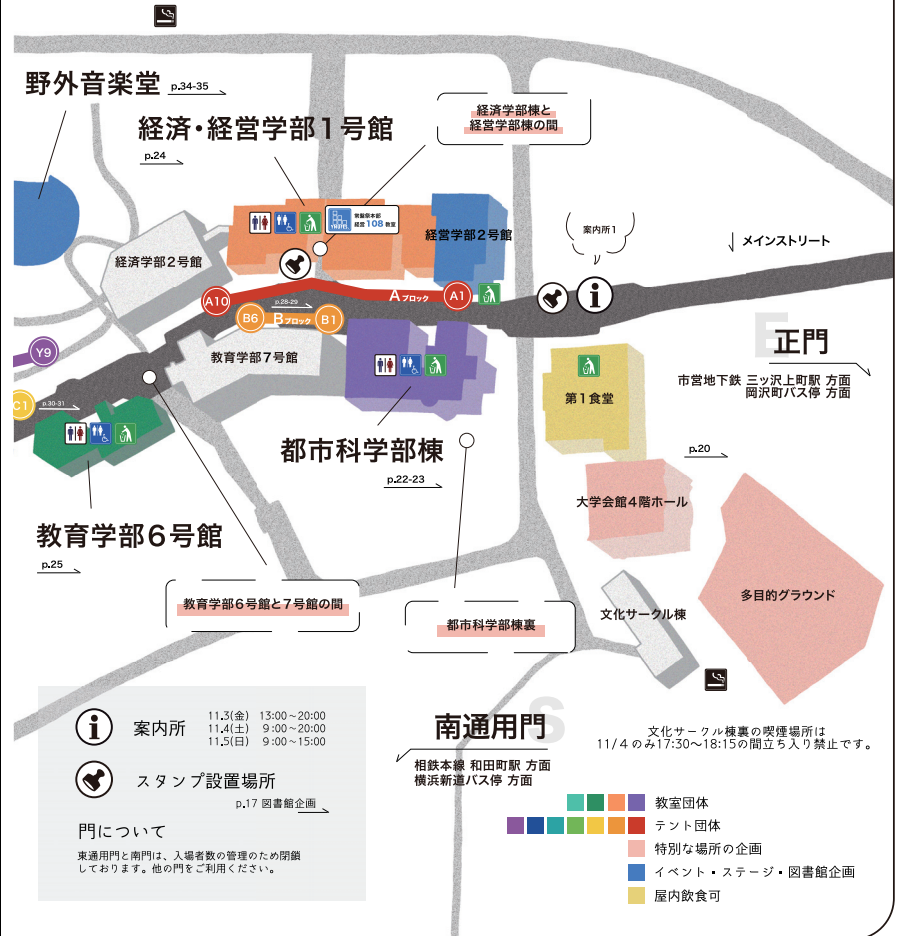 野外音楽堂 p.34-35
経済・経営学部1号館
p.24
経済学部棟と
経営学部棟の間
常盤祭本部
経営108教室
経営学部2号館
経済学部2号館
案内所1
メインストリート
A10
Aブロック
A1
p.28-29
B6
Bブロック
B1
教育学部7号館
Y9
C1
p.30-31
E
正門
市営地下鉄 三ッ沢上町駅 方面
岡沢町バス停 方面
第1食堂
都市科学部棟
p.22-23
p.20
大学会館4階ホール
教育学部6号館
p.25
教育学部6号館と7号館の間
都市科学部棟裏
文化サークル棟
多目的グラウンド
S
南通用門
相鉄本線 和田町駅 方面
横浜新道バス停 方面
文化サークル棟裏の喫煙場所は
11/4のみ17:30〜18:15の間立ち入り禁止です。
案内所
11.3(金) 13:00〜20:00
11.4(土) 9:00〜20:00
11.5(日) 9:00〜15:00
スタンプ設置場所
p.17 図書館企画
門について
東通用門と南門は、入場者数の管理のため閉鎖
しております。他の門をご利用ください。
教室団体
テント団体
特別な場所の企画
イベント・ステージ・図書館企画
屋内飲食可